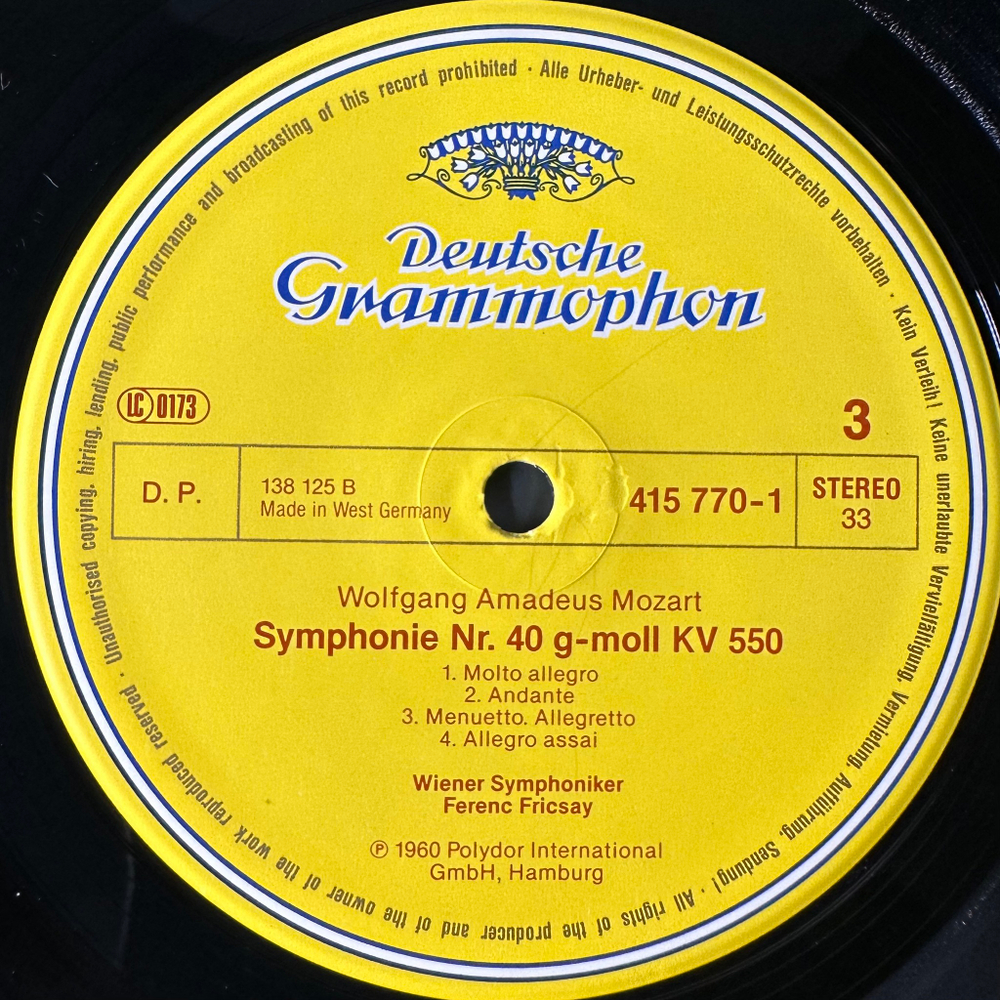 Deutsche
Grammophon
LC 0173
3
D. P.
138 125 B
Made in West Germany
415 770-1
STEREO
33
Wolfgang Amadeus Mozart
Symphonie Nr. 40 g-moll KV 550
1. Molto allegro
2. Andante
3. Menuetto. Allegretto
4. Allegro assai
Wiener Symphoniker
Ferenc Fricsay
℗ 1960 Polydor International
GmbH, Hamburg
Alle Urheber- und Leistungsschutzrechte vorbehalten · Kein Verleih! Keine unerlaubte Vervielfältigung, Vermietung, Aufführung, Sendung! · All rights of the producer and of the owner of the work reproduced reserved · Unauthorised copying, hiring, lending, public performance and broadcasting of this record prohibited ·